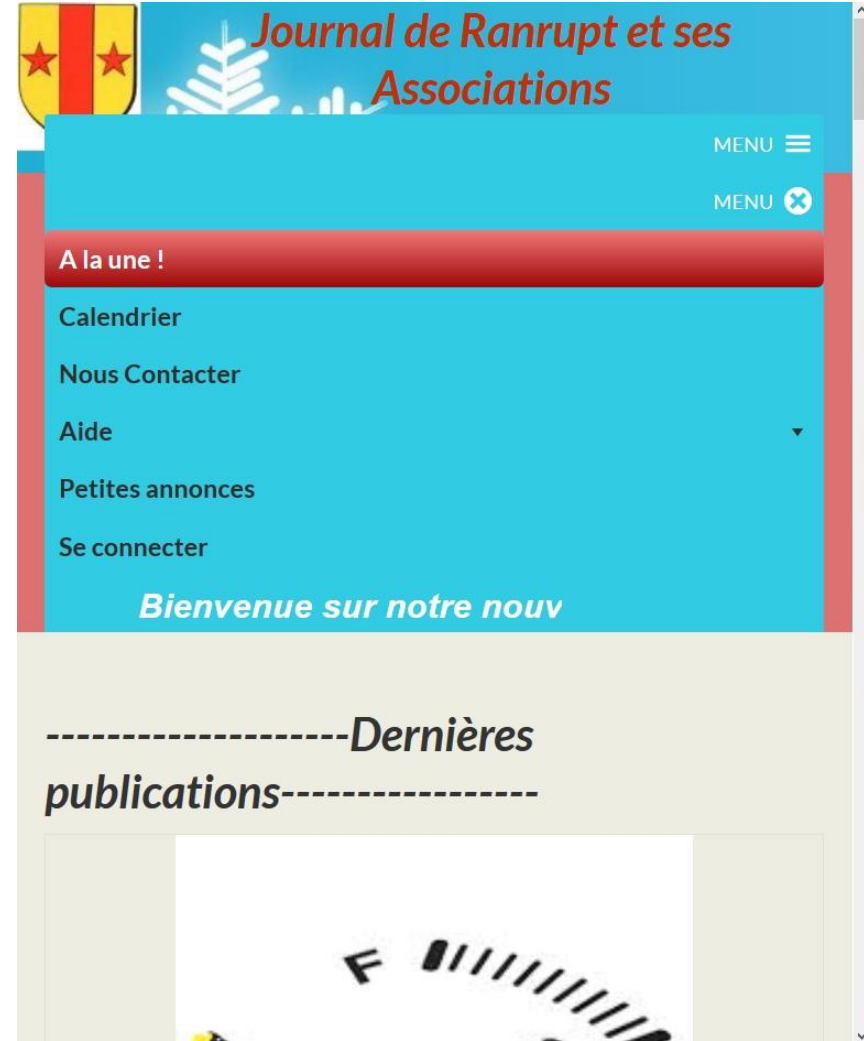 Journal de Ranrupt et ses
Associations
MENU
MENU
A la une !
Calendrier
Nous Contacter
Aide
Petites annonces
Se connecter
Bienvenue sur notre nouv
--------------------Dernières
publications-----------------
F